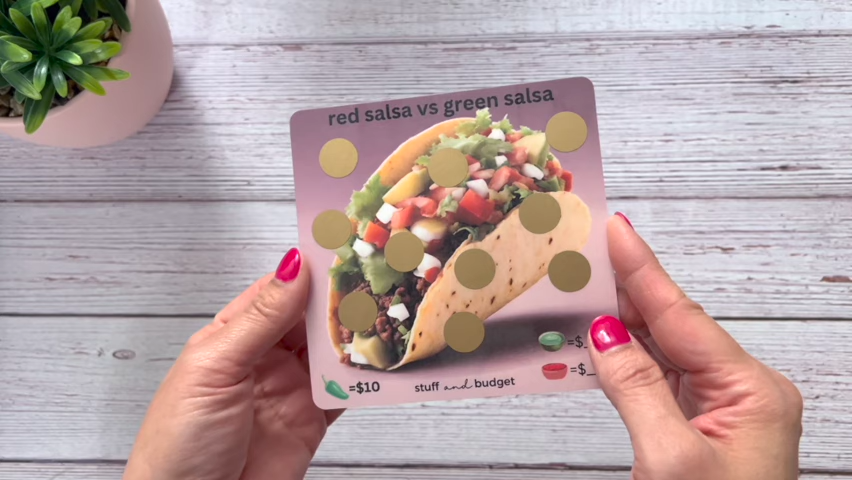 red salsa vs green salsa
=$_
=$10
stuff and budget
=$_